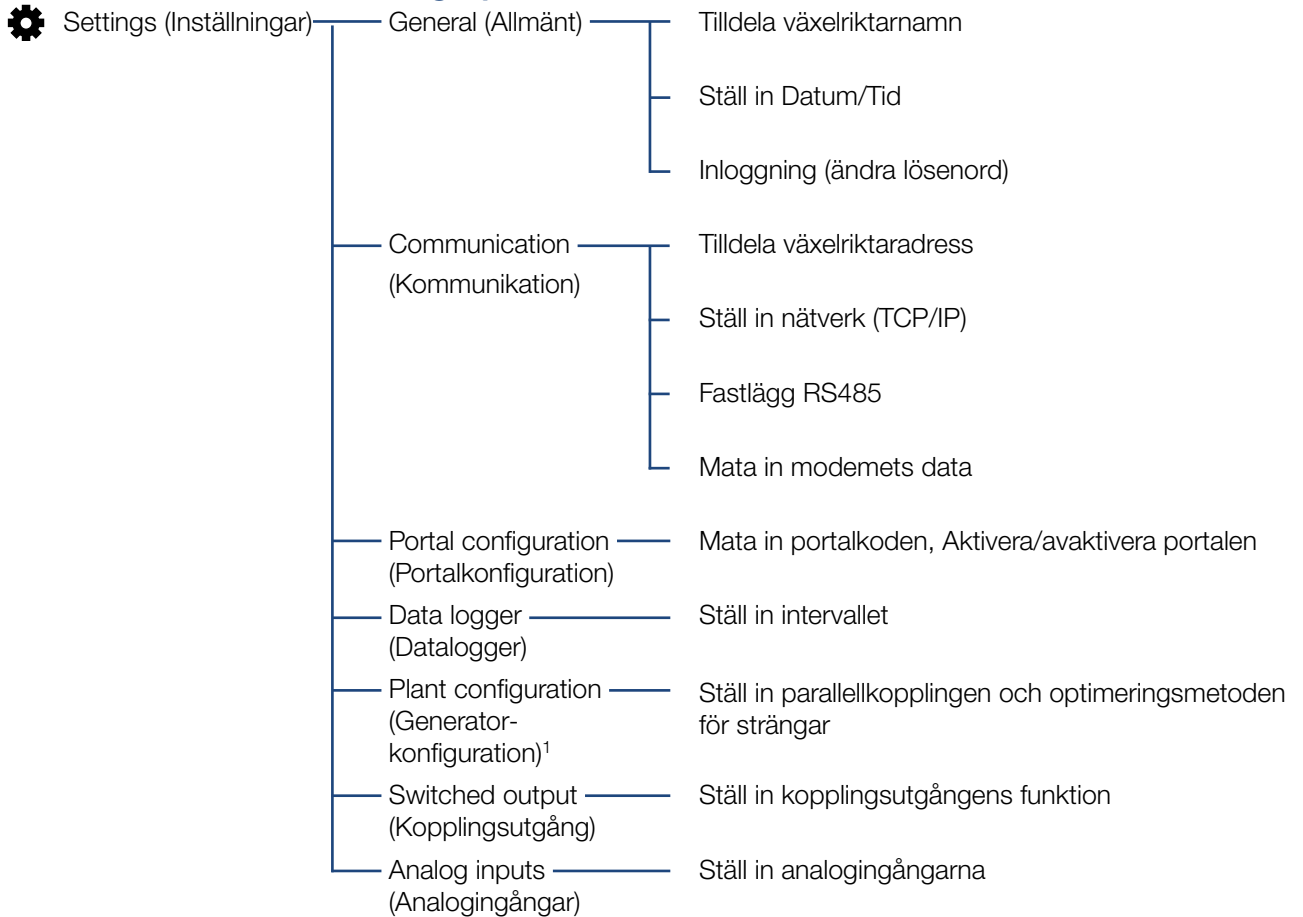 Settings (Inställningar)
General (Allmänt)
Tilldela växelriktarnamn
Ställ in Datum/Tid
Inloggning (ändra lösenord)
Communication
(Kommunikation)
Tilldela växelriktaradress
Ställ in nätverk (TCP/IP)
Fastlägg RS485
Mata in modemets data
Portal configuration
(Portalkonfiguration)
Mata in portalkoden, Aktivera/avaktivera portalen
Data logger
(Datalogger)
Ställ in intervallet
Plant configuration
(Generator-
konfiguration)1
Ställ in parallellkopplingen och optimeringsmetoden
för strängar
Switched output
(Kopplingsutgång)
Ställ in kopplingsutgångens funktion
Analog inputs
(Analogingångar)
Ställ in analogingångarna